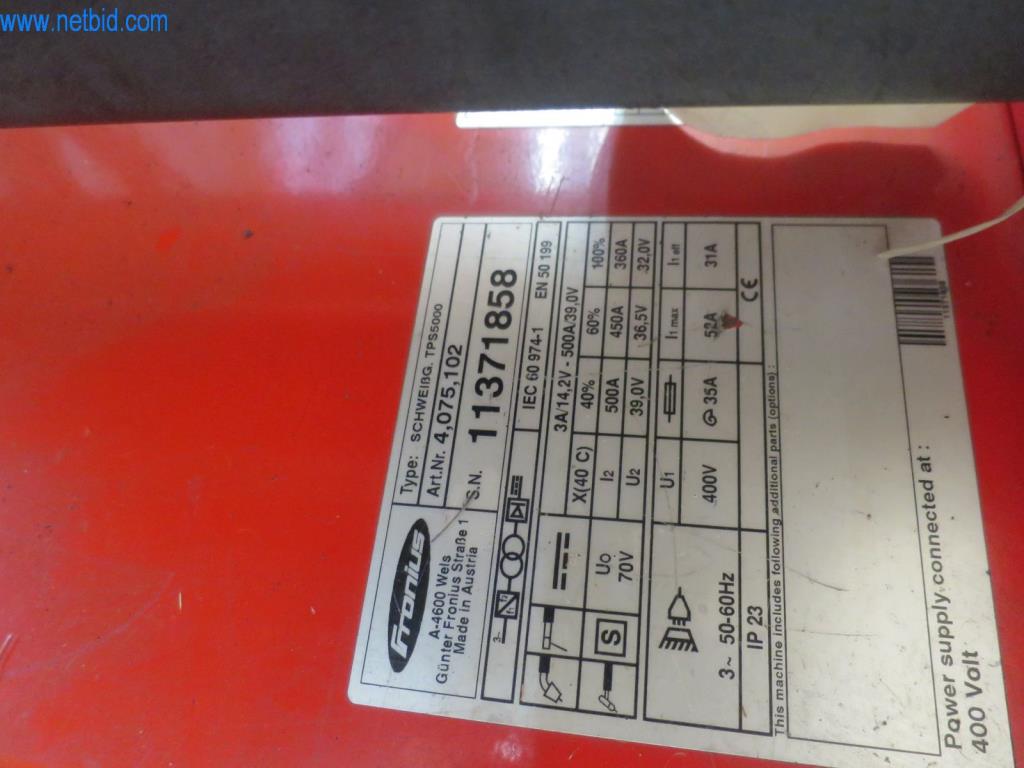 www.netbid.com
Fronius
A-4600 Wels
Günter Fronius Straße 1
Made in Austria
Type: SCHWEIßG. TPS5000
Art.Nr. 4,075,102
S.N. 11371858
3~
IEC 60 974-1 EN 50 199
3A/14,2V - 500A/39,0V
X(40 C) 40% 60% 100%
I2 500A 450A 360A
U2 39,0V 36,5V 32,0V
S
Uo
70V
U1 I1 max I1 eff
3~ 50-60Hz 400V 35A 52A 31A
IP 23 CE
This machine includes following additional parts (options) :
Power supply connected at :
400 Volt